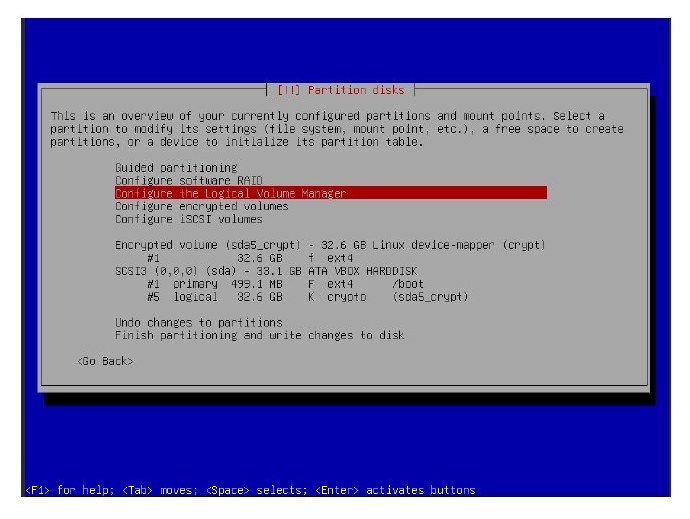 [!!] Partition disks
This is an overview of your currently configured partitions and mount points. Select a
partition to modify its settings (file system, mount point, etc.), a free space to create
partitions, or a device to initialize its partition table.
Guided partitioning
Configure software RAID
Configure the Logical Volume Manager
Configure encrypted volumes
Configure iSCSI volumes
Encrypted volume (sda5_crypt) - 32.6 GB Linux device-mapper (crypt)
#1 32.6 GB f ext4
SCSI3 (0,0,0) (sda) - 33.1 GB ATA VBOX HARDDISK
#1 primary 499.1 MB F ext4 /boot
#5 logical 32.6 GB K crypto (sda5_crypt)
Undo changes to partitions
Finish partitioning and write changes to disk
<Go Back>
<F1> for help; <Tab> moves; <Space> selects; <Enter> activates buttons